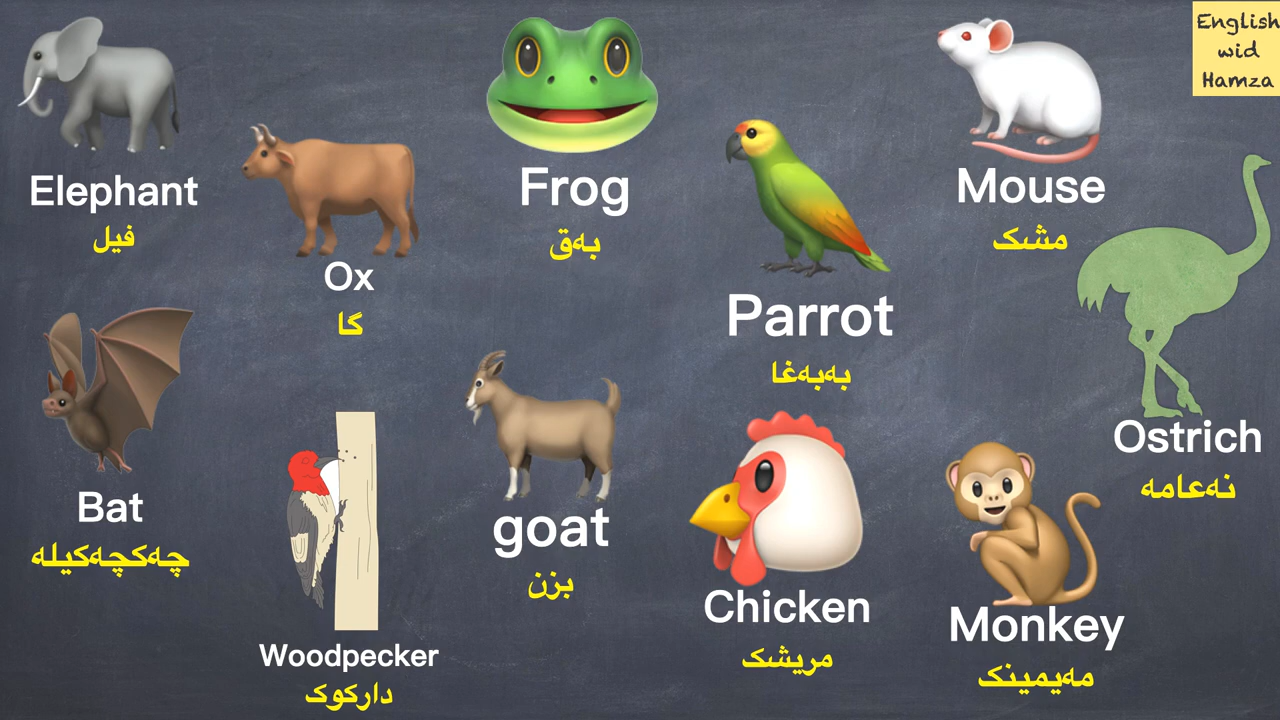 English
wid
Hamza
Elephant
فیل
Ox
گا
Frog
بەق
Parrot
بەبەغا
Mouse
مشک
Ostrich
نەعامە
Bat
چەکچەکیلە
Woodpecker
دارکوک
goat
بزن
Chicken
مریشک
Monkey
مەیمینک